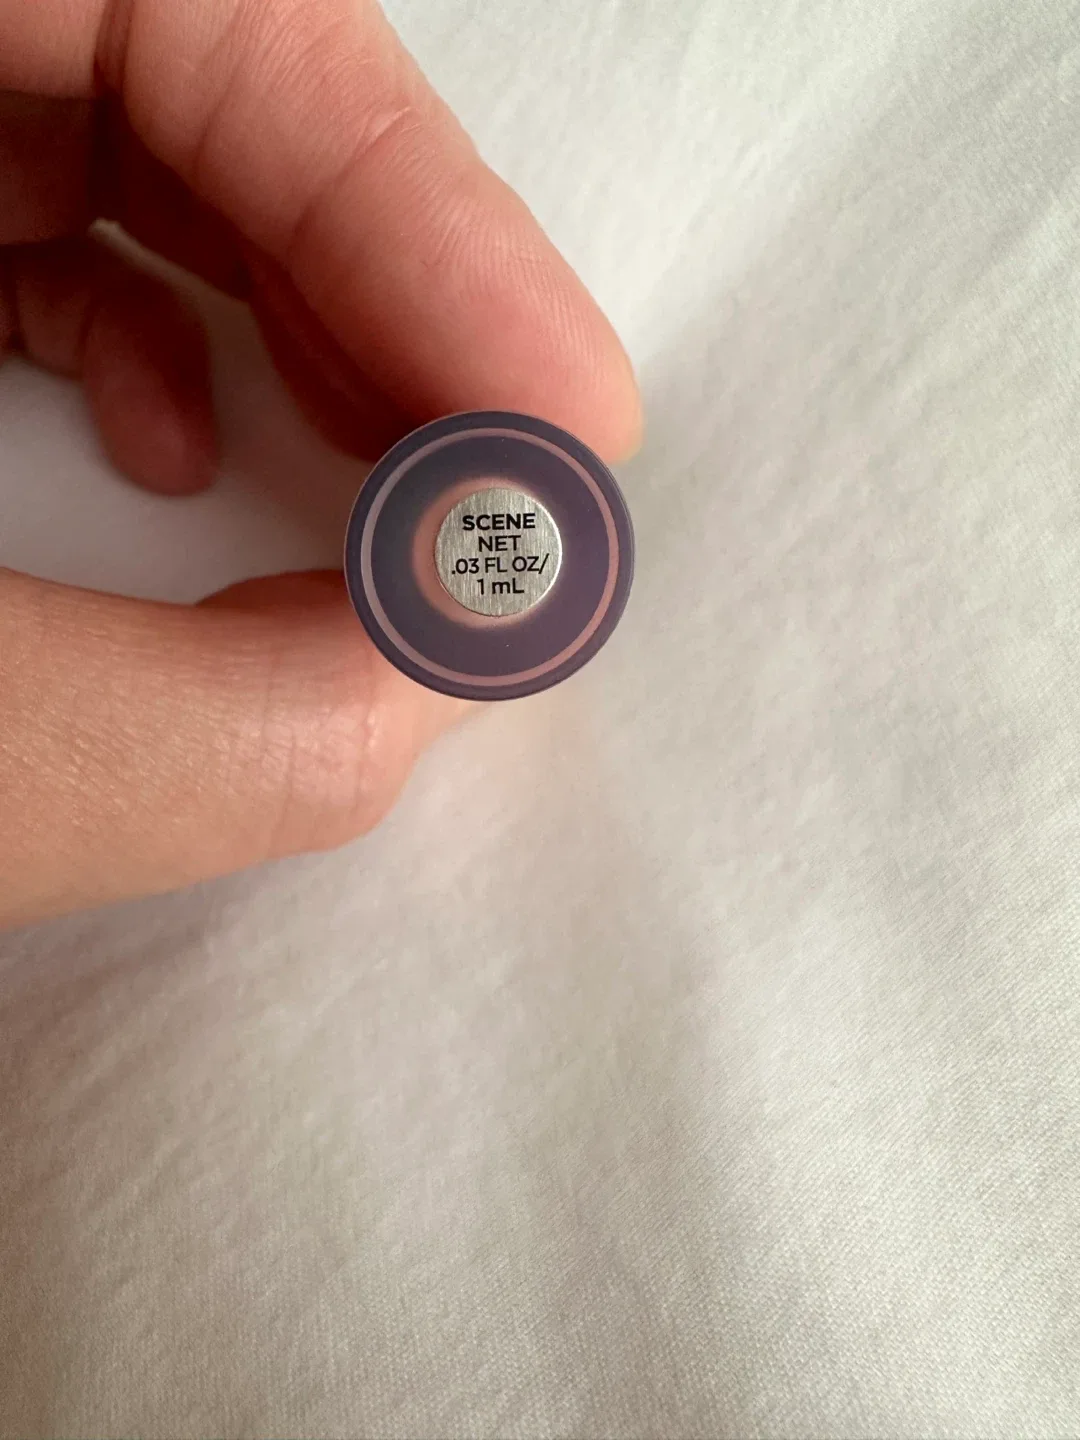 SCENE
NET
.03 FL OZ/
1 mL